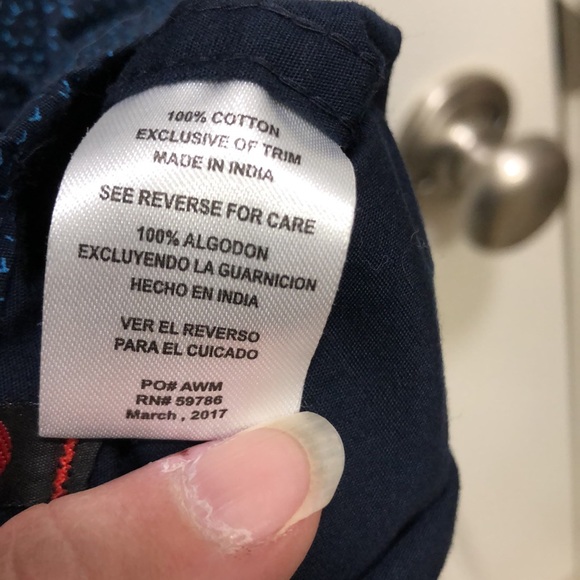 100% COTTON
EXCLUSIVE OF TRIM
MADE IN INDIA
SEE REVERSE FOR CARE
100% ALGODON
EXCLUYENDO LA GUARNICION
HECHO EN INDIA
VER EL REVERSO
PARA EL CUICADO
PO# AWM
RN# 59786
March , 2017